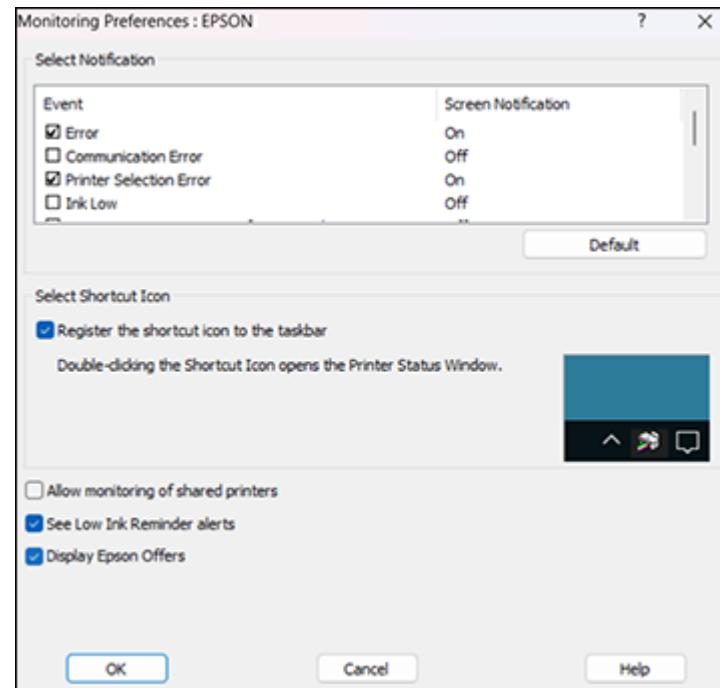 Monitoring Preferences : EPSON ? ✕
Select Notification
Event Screen Notification
Error On
Communication Error Off
Printer Selection Error On
Ink Low Off
Default
Select Shortcut Icon
Register the shortcut icon to the taskbar
Double-clicking the Shortcut Icon opens the Printer Status Window.
Allow monitoring of shared printers
See Low Ink Reminder alerts
Display Epson Offers
OK Cancel Help